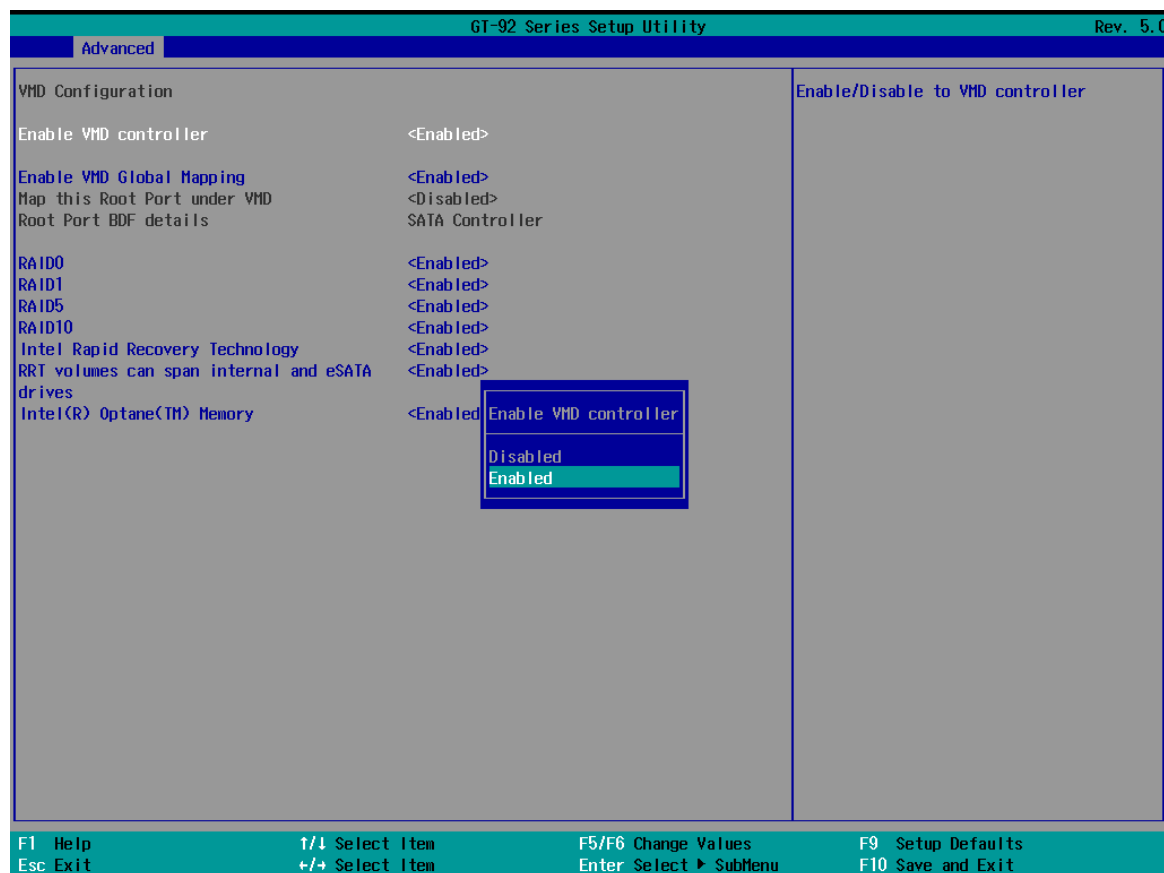 GT-92 Series Setup Utility Rev. 5.0
Advanced
VMD Configuration
Enable/Disable to VMD controller
Enable VMD controller <Enabled>
Enable VMD Global Mapping <Enabled>
Map this Root Port under VMD <Disabled>
Root Port BDF details SATA Controller
RAID0 <Enabled>
RAID1 <Enabled>
RAID5 <Enabled>
RAID10 <Enabled>
Intel Rapid Recovery Technology <Enabled>
RRT volumes can span internal and eSATA <Enabled>
drives
Intel(R) Optane(TM) Memory <Enabled
Enable VMD controller
Disabled
Enabled
F1 Help ↑/↓ Select Item F5/F6 Change Values F9 Setup Defaults
Esc Exit ←/→ Select Item Enter Select ▶ SubMenu F10 Save and Exit